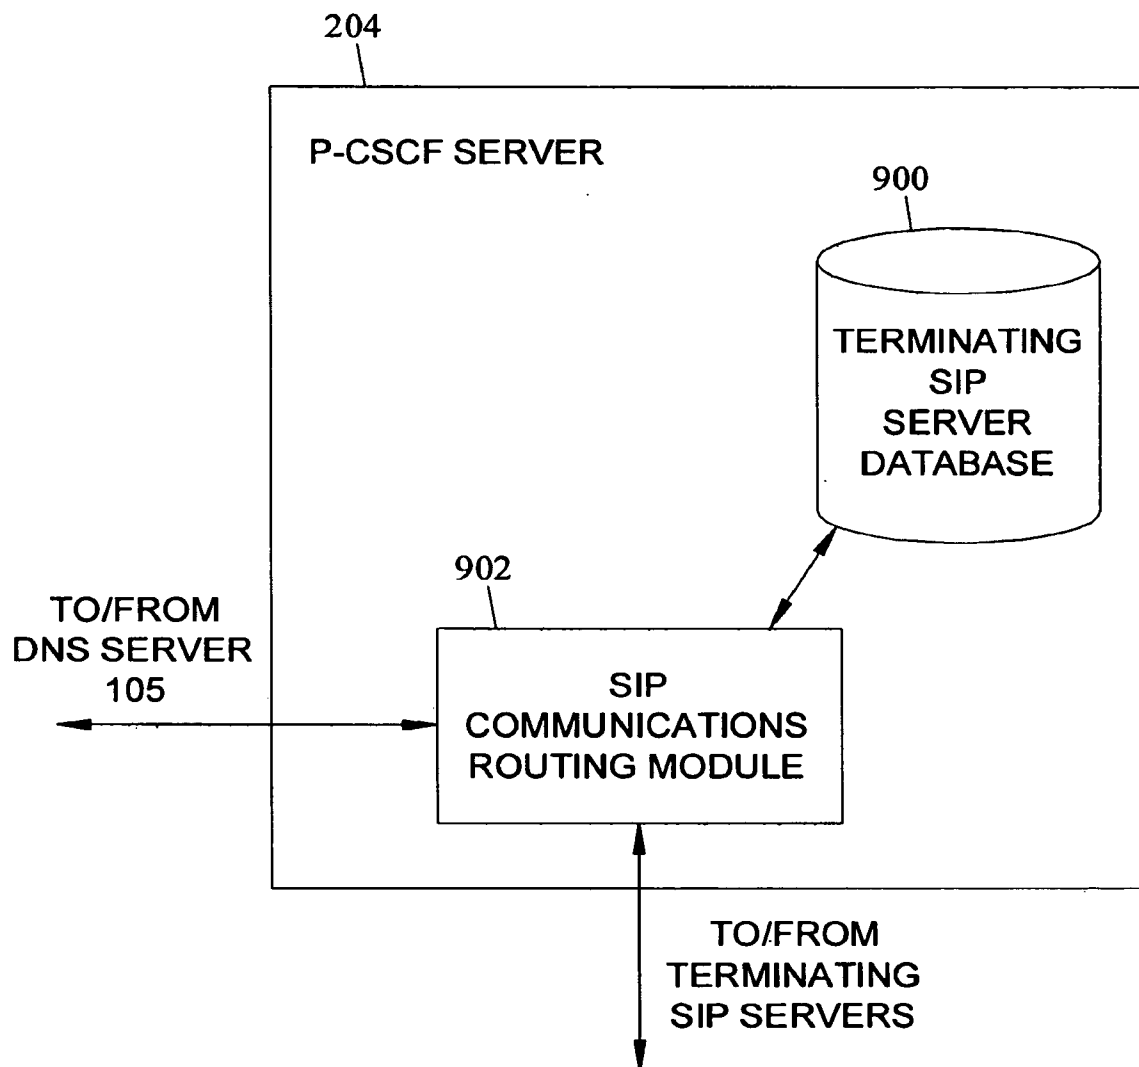 204
P-CSCF SERVER
900
TERMINATING
SIP
SERVER
DATABASE
902
TO/FROM
DNS SERVER
105
SIP
COMMUNICATIONS
ROUTING MODULE
TO/FROM
TERMINATING
SIP SERVERS